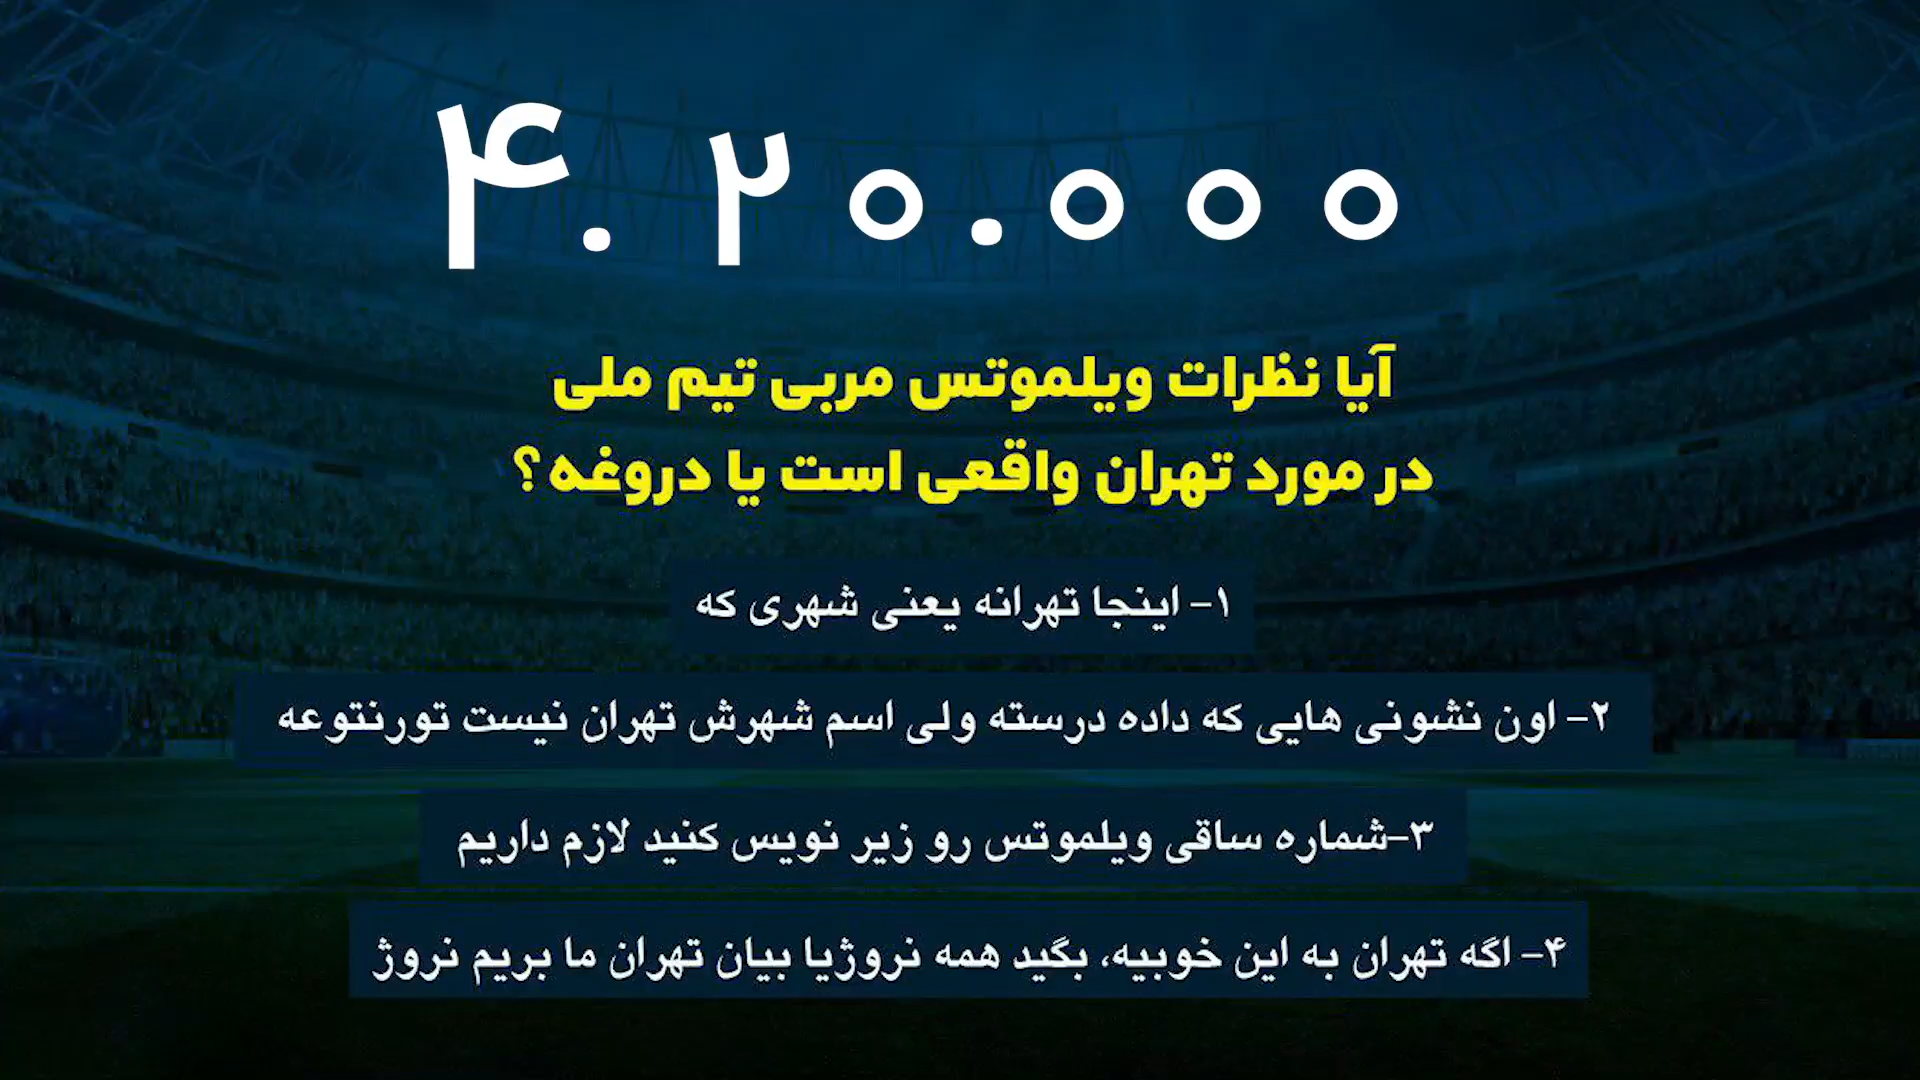 ۴.۲۰.۰۰۰
آیا نظرات ویلموتس مربی تیم ملی
در مورد تهران واقعی است یا دروغه؟
۱- اینجا تهرانه یعنی شهری که
۲- اون نشونی هایی که داده درسته ولی اسم شهرش تهران نیست تورنتوعه
۳-شماره ساقی ویلموتس رو زیر نویس کنید لازم داریم
۴- اگه تهران به این خوبیه، بگید همه نروژیا بیان تهران ما بریم نروژ